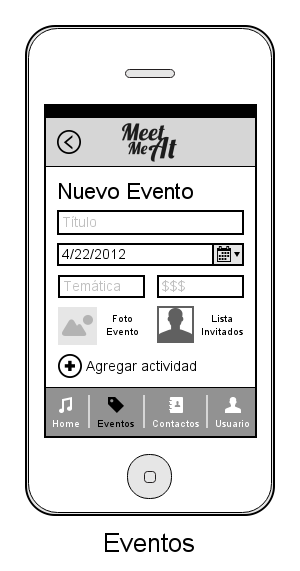 Meet
Me At
Nuevo Evento
Título
4/22/2012
Temática $$$
Foto Evento Lista Invitados
Agregar actividad
Home Eventos Contactos Usuario
Eventos